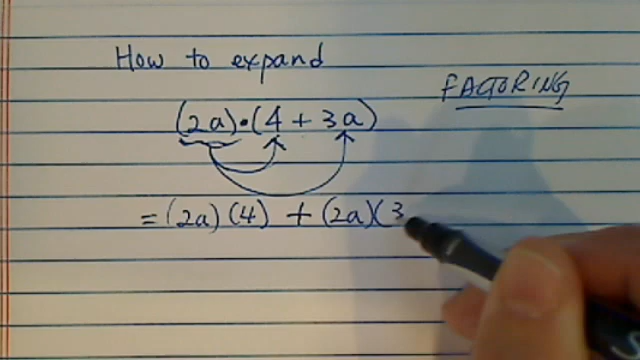 How to expand
FACTORING
(2a)•(4 + 3a)
= (2a)(4) + (2a)(3